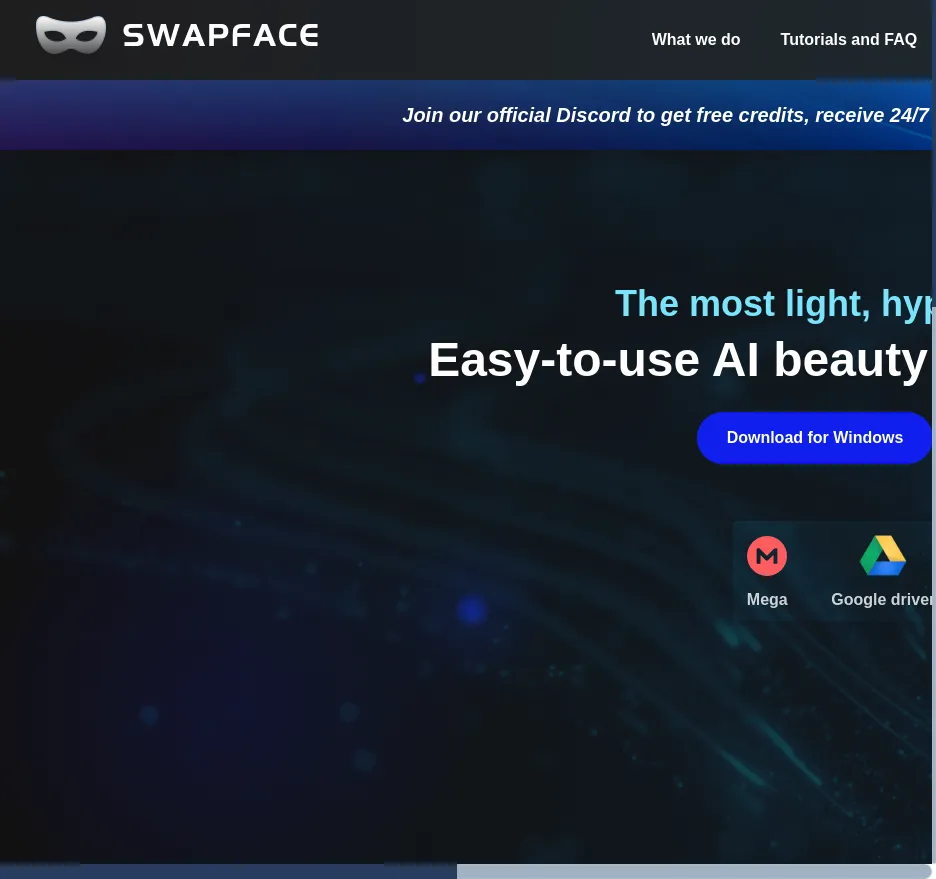 SWAPFACE
What we do
Tutorials and FAQ
Join our official Discord to get free credits, receive 24/7
The most light,
Easy-to-use AI beauty
Download for Windows
Mega
Google driver